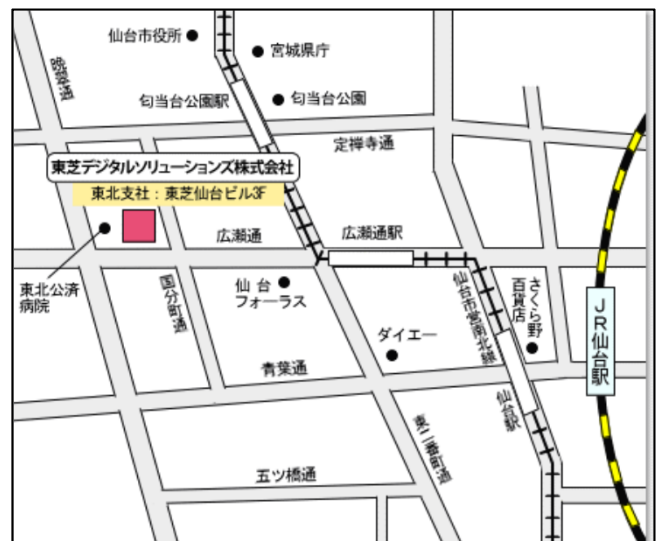 仙台市役所
宮城県庁
晩翠通
匂当台公園駅
匂当台公園
定禅寺通
東芝デジタルソリューションズ株式会社
東北支社：東芝仙台ビル3F
広瀬通
広瀬通駅
東北公済
病院
国分町通
仙台
フォーラス
仙台市営南北線
さくら野
百貨店
JR仙台駅
ダイエー
青葉通
仙台駅
東二番町通
五ツ橋通